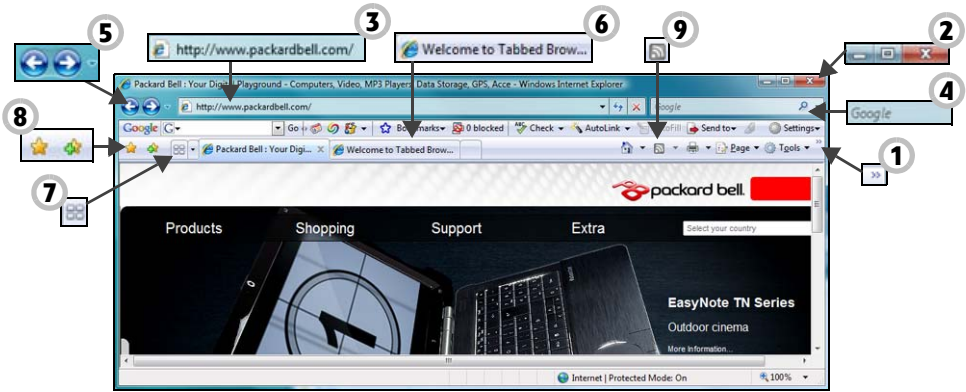 5
3
6
9
2
http://www.packardbell.com/
Welcome to Tabbed Brow...
Packard Bell : Your Digital Playground - Computers, Video, MP3 Players, Data Storage, GPS, Acce - Windows Internet Explorer
http://www.packardbell.com/
Google
4
Google
8
Google G
Go
Bookmarks
0 blocked
ABC Check
AutoLink
AutoFill
Send to
Settings
Packard Bell : Your Digi... X
Welcome to Tabbed Brow...
Page
Tools
1
7
packard bell.
Products
Shopping
Support
Extra
Select your country
1
EasyNote TN Series
Outdoor cinema
More Information...
Internet | Protected Mode: On
100%